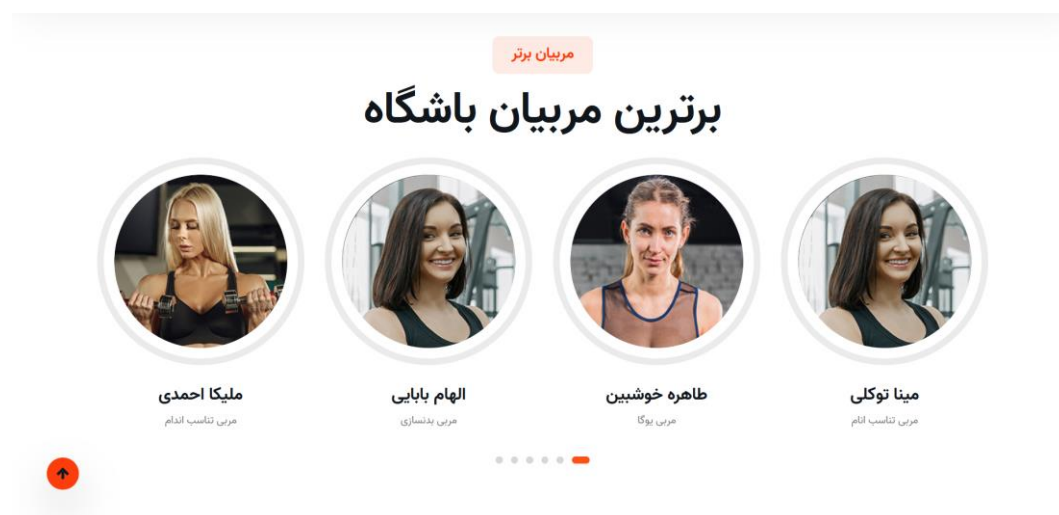 مربیان برتر
برترین مربیان باشگاه
مینا توکلی
مربی تناسب انام
طاهره خوشبین
مربی یوگا
الهام بابایی
مربی بدنسازی
ملیکا احمدی
مربی تناسب اندام